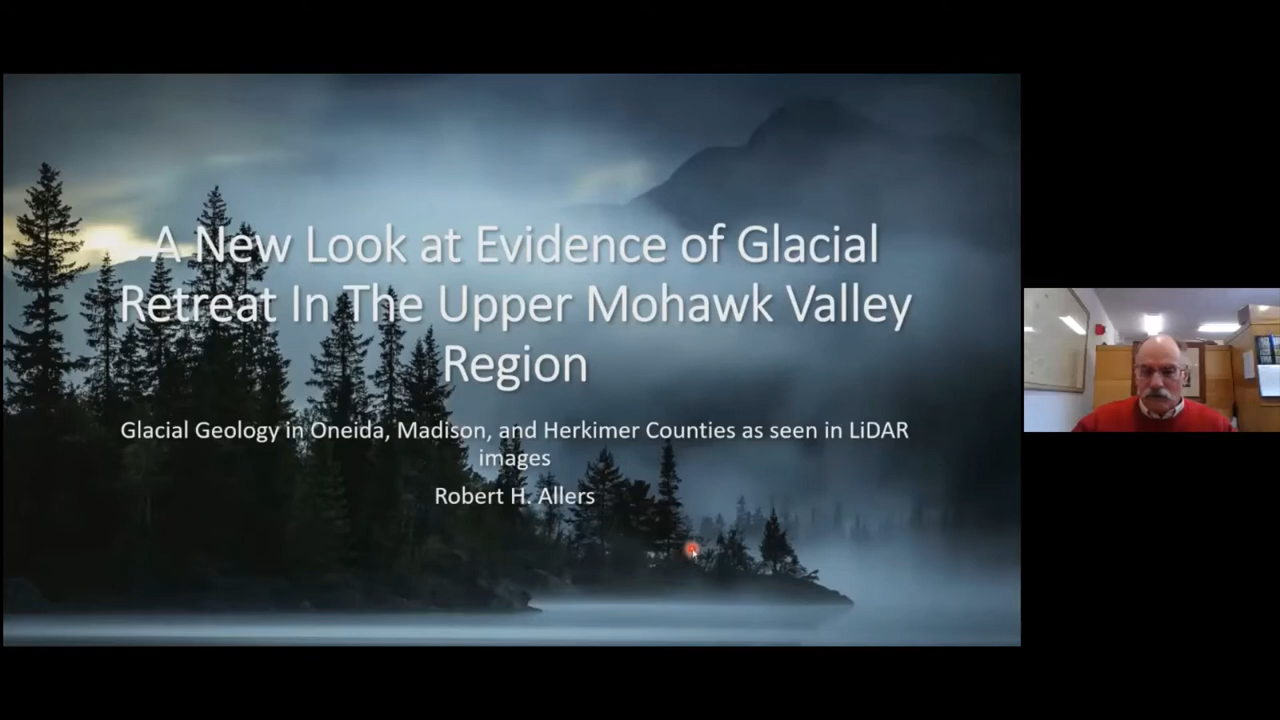 A New Look at Evidence of Glacial
Retreat In The Upper Mohawk Valley
Region
Glacial Geology in Oneida, Madison, and Herkimer Counties as seen in LiDAR
images
Robert H. Allers